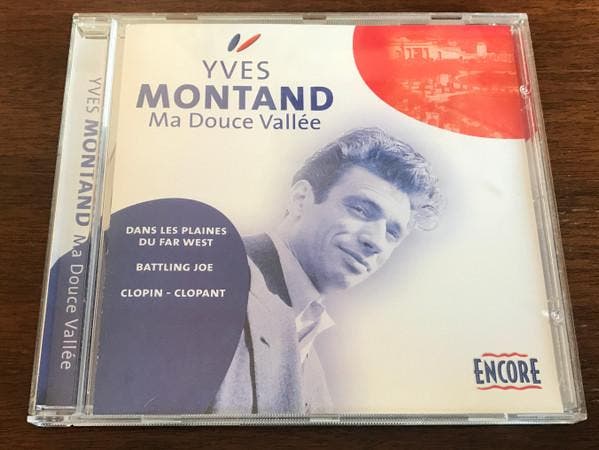 YVES MONTAND Ma Douce Vallée
YVES
MONTAND
Ma Douce Vallée
DANS LES PLAINES
DU FAR WEST
BATTLING JOE
CLOPIN - CLOPANT
ENCORE